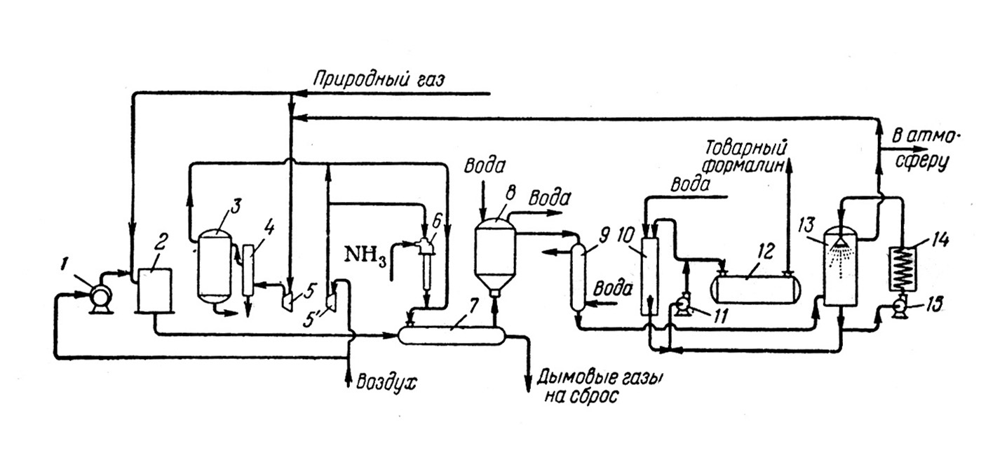 Природный газ
В атмо-
сферу
Товарный
формалин
Вода
Вода
Вода
8
3
4
6
13
2
9
10
14
12
1
NH3
Вода
5
5'
11
15
7
Воздух
Дымовые газы
на сброс